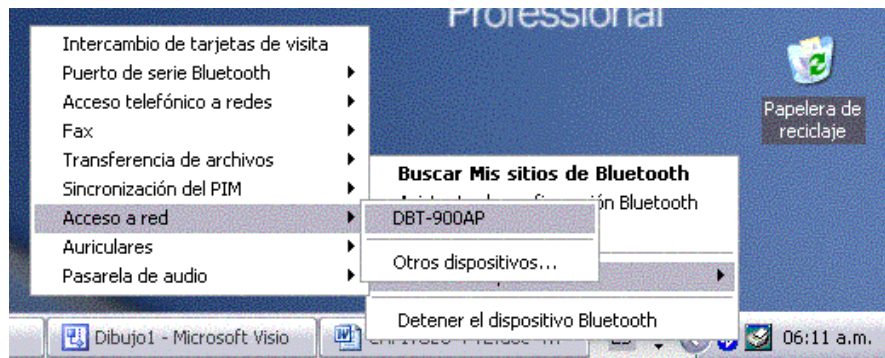 Professional
Intercambio de tarjetas de visita
Puerto de serie Bluetooth
Acceso telefónico a redes
Fax
Transferencia de archivos
Sincronización del PIM
Acceso a red
Auriculares
Pasarela de audio
Buscar Mis sitios de Bluetooth
Bluetooth
DBT-900AP
Otros dispositivos...
Detener el dispositivo Bluetooth
Papelera de
reciclaje
Dibujo1 - Microsoft Visio
06:11 a.m.